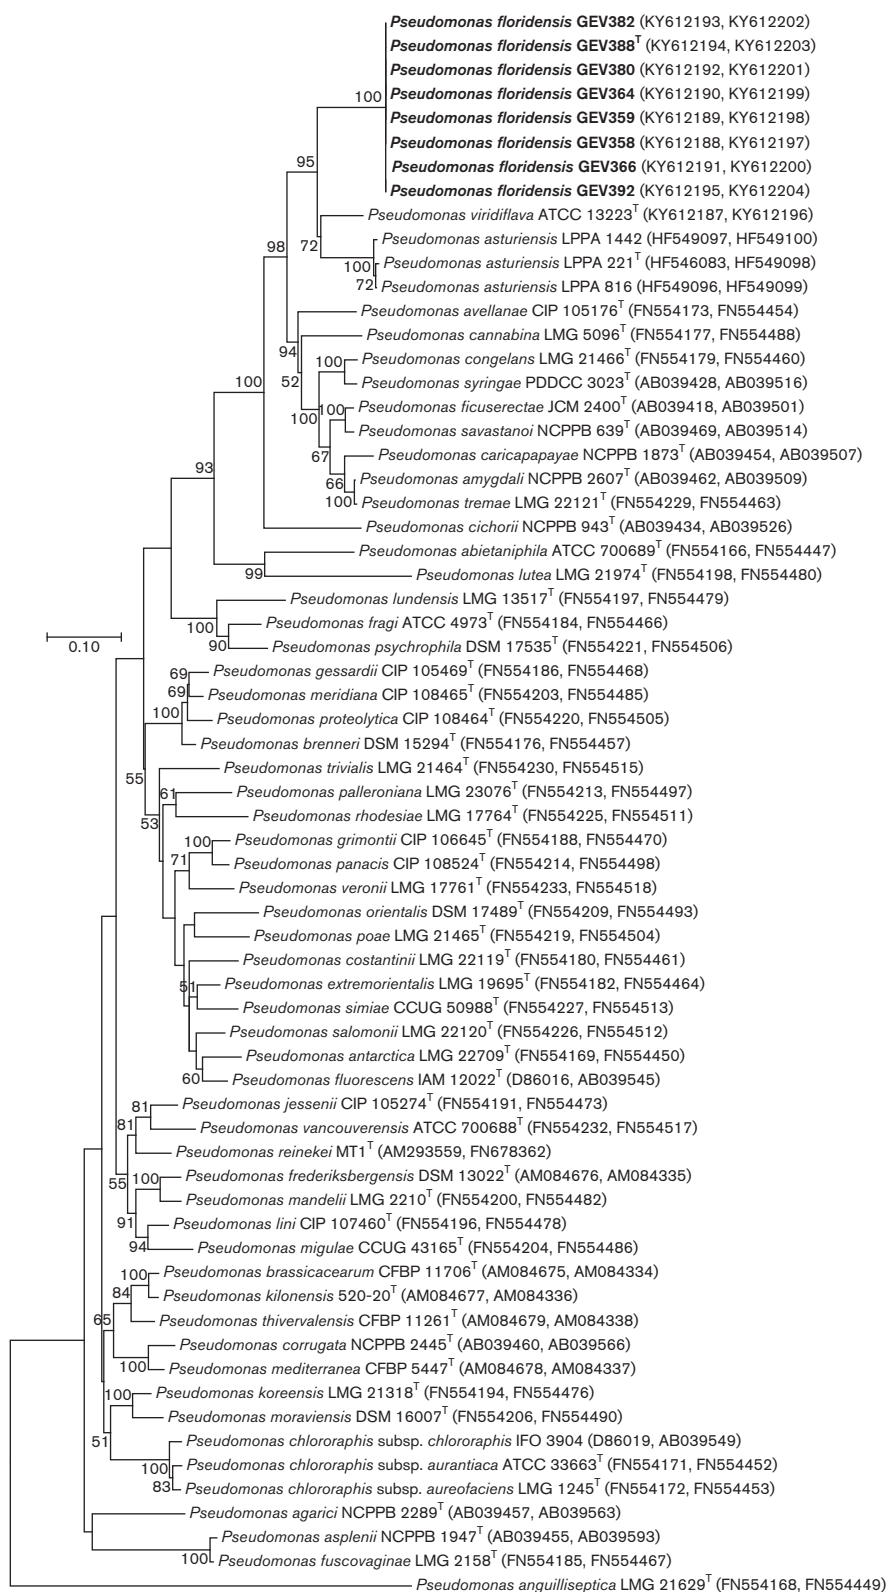 Pseudomonas floridensis GEV382 (KY612193, KY612202)
Pseudomonas floridensis GEV388T (KY612194, KY612203)
Pseudomonas floridensis GEV380 (KY612192, KY612201)
100
Pseudomonas floridensis GEV364 (KY612190, KY612199)
Pseudomonas floridensis GEV359 (KY612189, KY612198)
Pseudomonas floridensis GEV358 (KY612188, KY612197)
95
Pseudomonas floridensis GEV366 (KY612191, KY612200)
Pseudomonas floridensis GEV392 (KY612195, KY612204)
Pseudomonas viridiflava ATCC 13223T (KY612187, KY612196)
98
72
Pseudomonas asturiensis LPPA 1442 (HF549097, HF549100)
100
Pseudomonas asturiensis LPPA 221T (HF546083, HF549098)
72
Pseudomonas asturiensis LPPA 816 (HF549096, HF549099)
Pseudomonas avellanae CIP 105176T (FN554173, FN554454)
Pseudomonas cannabina LMG 5096T (FN554177, FN554488)
94
100
Pseudomonas congelans LMG 21466T (FN554179, FN554460)
100
52
Pseudomonas syringae PDDCC 3023T (AB039428, AB039516)
100
100
Pseudomonas ficuserectae JCM 2400T (AB039418, AB039501)
Pseudomonas savastanoi NCPPB 639T (AB039469, AB039514)
67
Pseudomonas caricapapayae NCPPB 1873T (AB039454, AB039507)
93
66
Pseudomonas amygdali NCPPB 2607T (AB039462, AB039509)
100
Pseudomonas tremae LMG 22121T (FN554229, FN554463)
Pseudomonas cichorii NCPPB 943T (AB039434, AB039526)
Pseudomonas abietaniphila ATCC 700689T (FN554166, FN554447)
99
Pseudomonas lutea LMG 21974T (FN554198, FN554480)
Pseudomonas lundensis LMG 13517T (FN554197, FN554479)
100
Pseudomonas fragi ATCC 4973T (FN554184, FN554466)
0.10
90
Pseudomonas psychrophila DSM 17535T (FN554221, FN554506)
69
Pseudomonas gessardii CIP 105469T (FN554186, FN554468)
69
Pseudomonas meridiana CIP 108465T (FN554203, FN554485)
100
Pseudomonas proteolytica CIP 108464T (FN554220, FN554505)
Pseudomonas brenneri DSM 15294T (FN554176, FN554457)
55
Pseudomonas trivialis LMG 21464T (FN554230, FN554515)
61
Pseudomonas palleroniana LMG 23076T (FN554213, FN554497)
53
Pseudomonas rhodesiae LMG 17764T (FN554225, FN554511)
100
Pseudomonas grimontii CIP 106645T (FN554188, FN554470)
71
Pseudomonas panacis CIP 108524T (FN554214, FN554498)
Pseudomonas veronii LMG 17761T (FN554233, FN554518)
Pseudomonas orientalis DSM 17489T (FN554209, FN554493)
Pseudomonas poae LMG 21465T (FN554219, FN554504)
Pseudomonas costantinii LMG 22119T (FN554180, FN554461)
51
Pseudomonas extremorientalis LMG 19695T (FN554182, FN554464)
Pseudomonas simiae CCUG 50988T (FN554227, FN554513)
Pseudomonas salomonii LMG 22120T (FN554226, FN554512)
Pseudomonas antarctica LMG 22709T (FN554169, FN554450)
60
Pseudomonas fluorescens IAM 12022T (D86016, AB039545)
81
Pseudomonas jessenii CIP 105274T (FN554191, FN554473)
81
Pseudomonas vancouverensis ATCC 700688T (FN554232, FN554517)
Pseudomonas reinekei MT1T (AM293559, FN678362)
55
100
Pseudomonas frederiksbergensis DSM 13022T (AM084676, AM084335)
Pseudomonas mandelii LMG 2210T (FN554200, FN554482)
91
Pseudomonas lini CIP 107460T (FN554196, FN554478)
94
Pseudomonas migulae CCUG 43165T (FN554204, FN554486)
100
Pseudomonas brassicacearum CFBP 11706T (AM084675, AM084334)
84
Pseudomonas kilonensis 520-20T (AM084677, AM084336)
65
Pseudomonas thivervalensis CFBP 11261T (AM084679, AM084338)
Pseudomonas corrugata NCPPB 2445T (AB039460, AB039566)
100
Pseudomonas mediterranea CFBP 5447T (AM084678, AM084337)
100
Pseudomonas koreensis LMG 21318T (FN554194, FN554476)
Pseudomonas moraviensis DSM 16007T (FN554206, FN554490)
51
Pseudomonas chlororaphis subsp. chlororaphis IFO 3904 (D86019, AB039549)
100
Pseudomonas chlororaphis subsp. aurantiaca ATCC 33663T (FN554171, FN554452)
83
Pseudomonas chlororaphis subsp. aureofaciens LMG 1245T (FN554172, FN554453)
Pseudomonas agarici NCPPB 2289T (AB039457, AB039563)
Pseudomonas asplenii NCPPB 1947T (AB039455, AB039593)
100
Pseudomonas fuscovaginae LMG 2158T (FN554185, FN554467)
Pseudomonas anguilliseptica LMG 21629T (FN554168, FN554449)